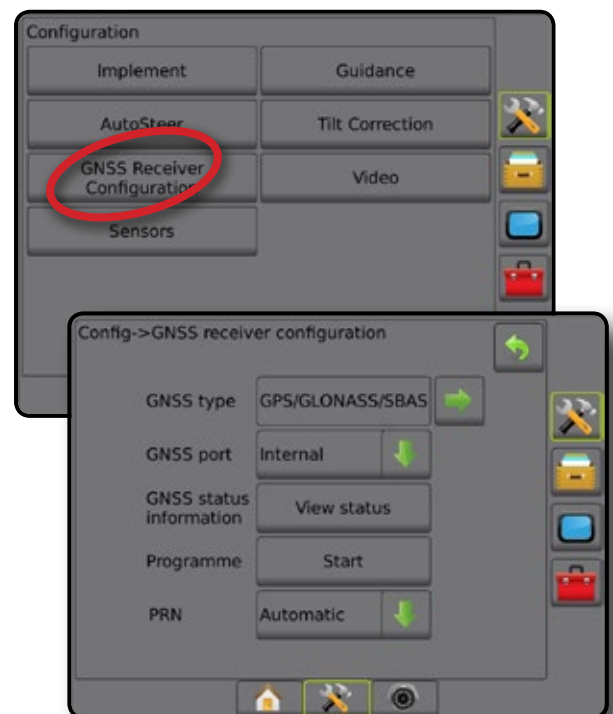 Configuration
Implement
Guidance
AutoSteer
Tilt Correction
GNSS Receiver
Configuration
Video
Sensors
Config->GNSS receiver configuration
GNSS type
GPS/GLONASS/SBAS
GNSS port
Internal
GNSS status
information
View status
Programme
Start
PRN
Automatic